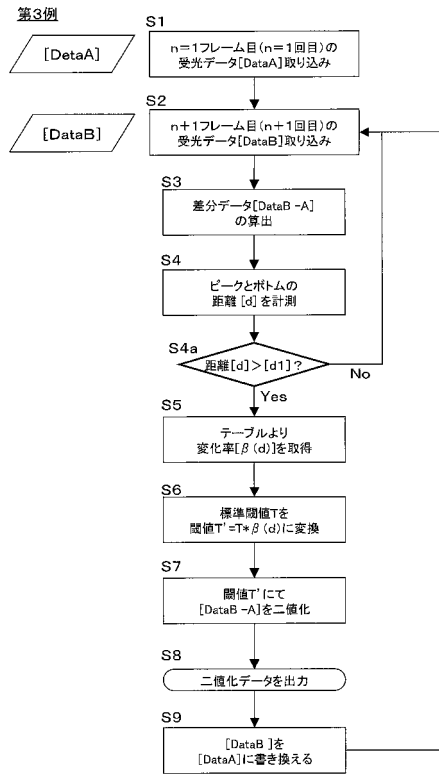 第3例
S1
[DetaA]
n=1フレーム目(n=1回目)の
受光データ[DataA]取り込み
S2
[DataB]
n+1フレーム目(n+1回目)の
受光データ[DataB]取り込み
S3
差分データ[DataB-A]
の算出
S4
ピークとボトムの
距離[d]を計測
S4a
距離[d]>[d1]?
No
Yes
S5
テーブルより
変化率[β(d)]を取得
S6
標準閾値Tを
閾値T'=T*β(d)に変換
S7
閾値T'にて
[DataB-A]を二値化
S8
二値化データを出力
S9
[DataB]を
[DataA]に書き換える